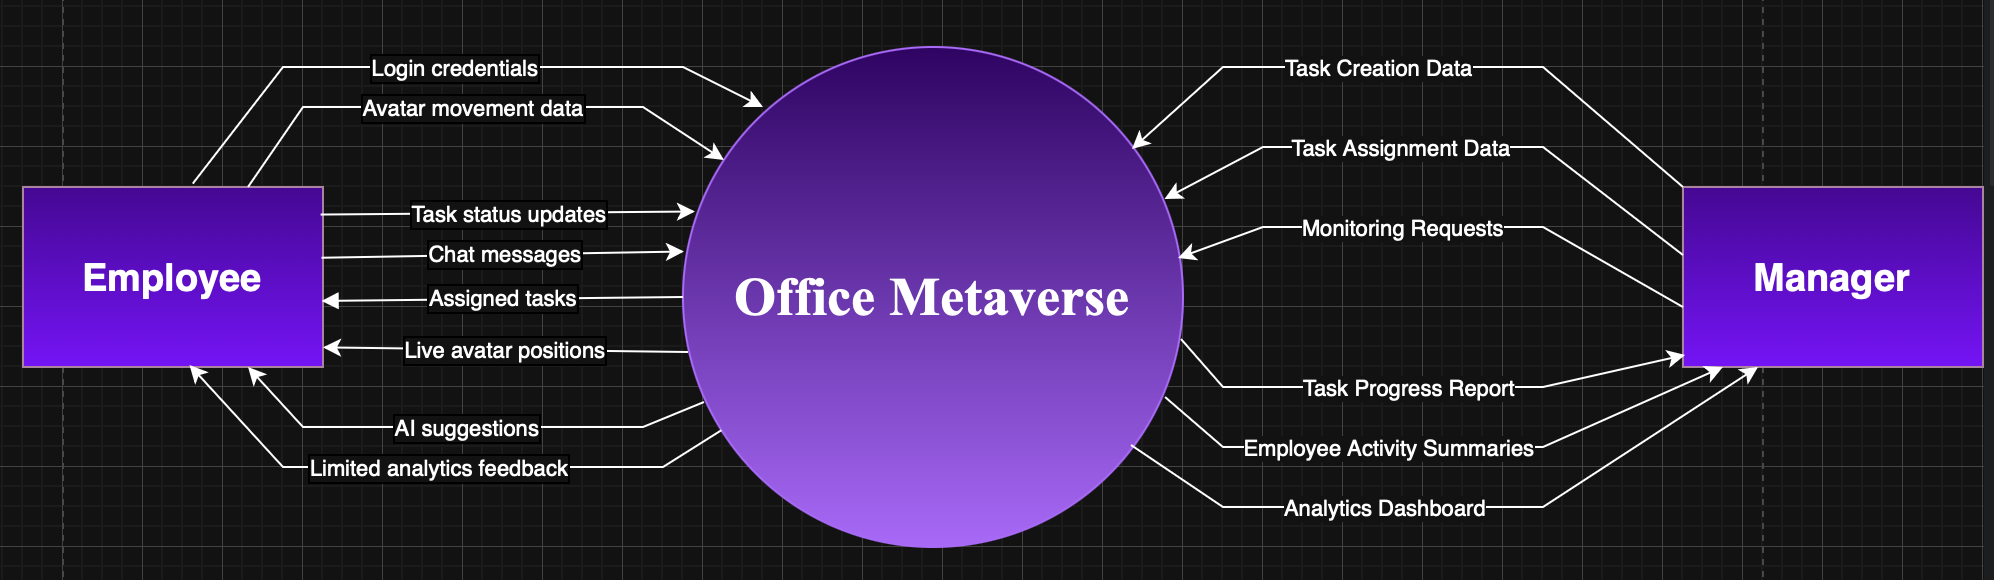 Login credentials
Avatar movement data
Task status updates
Chat messages
Assigned tasks
Live avatar positions
AI suggestions
Limited analytics feedback
Employee
Office Metaverse
Task Creation Data
Task Assignment Data
Monitoring Requests
Task Progress Report
Employee Activity Summaries
Analytics Dashboard
Manager